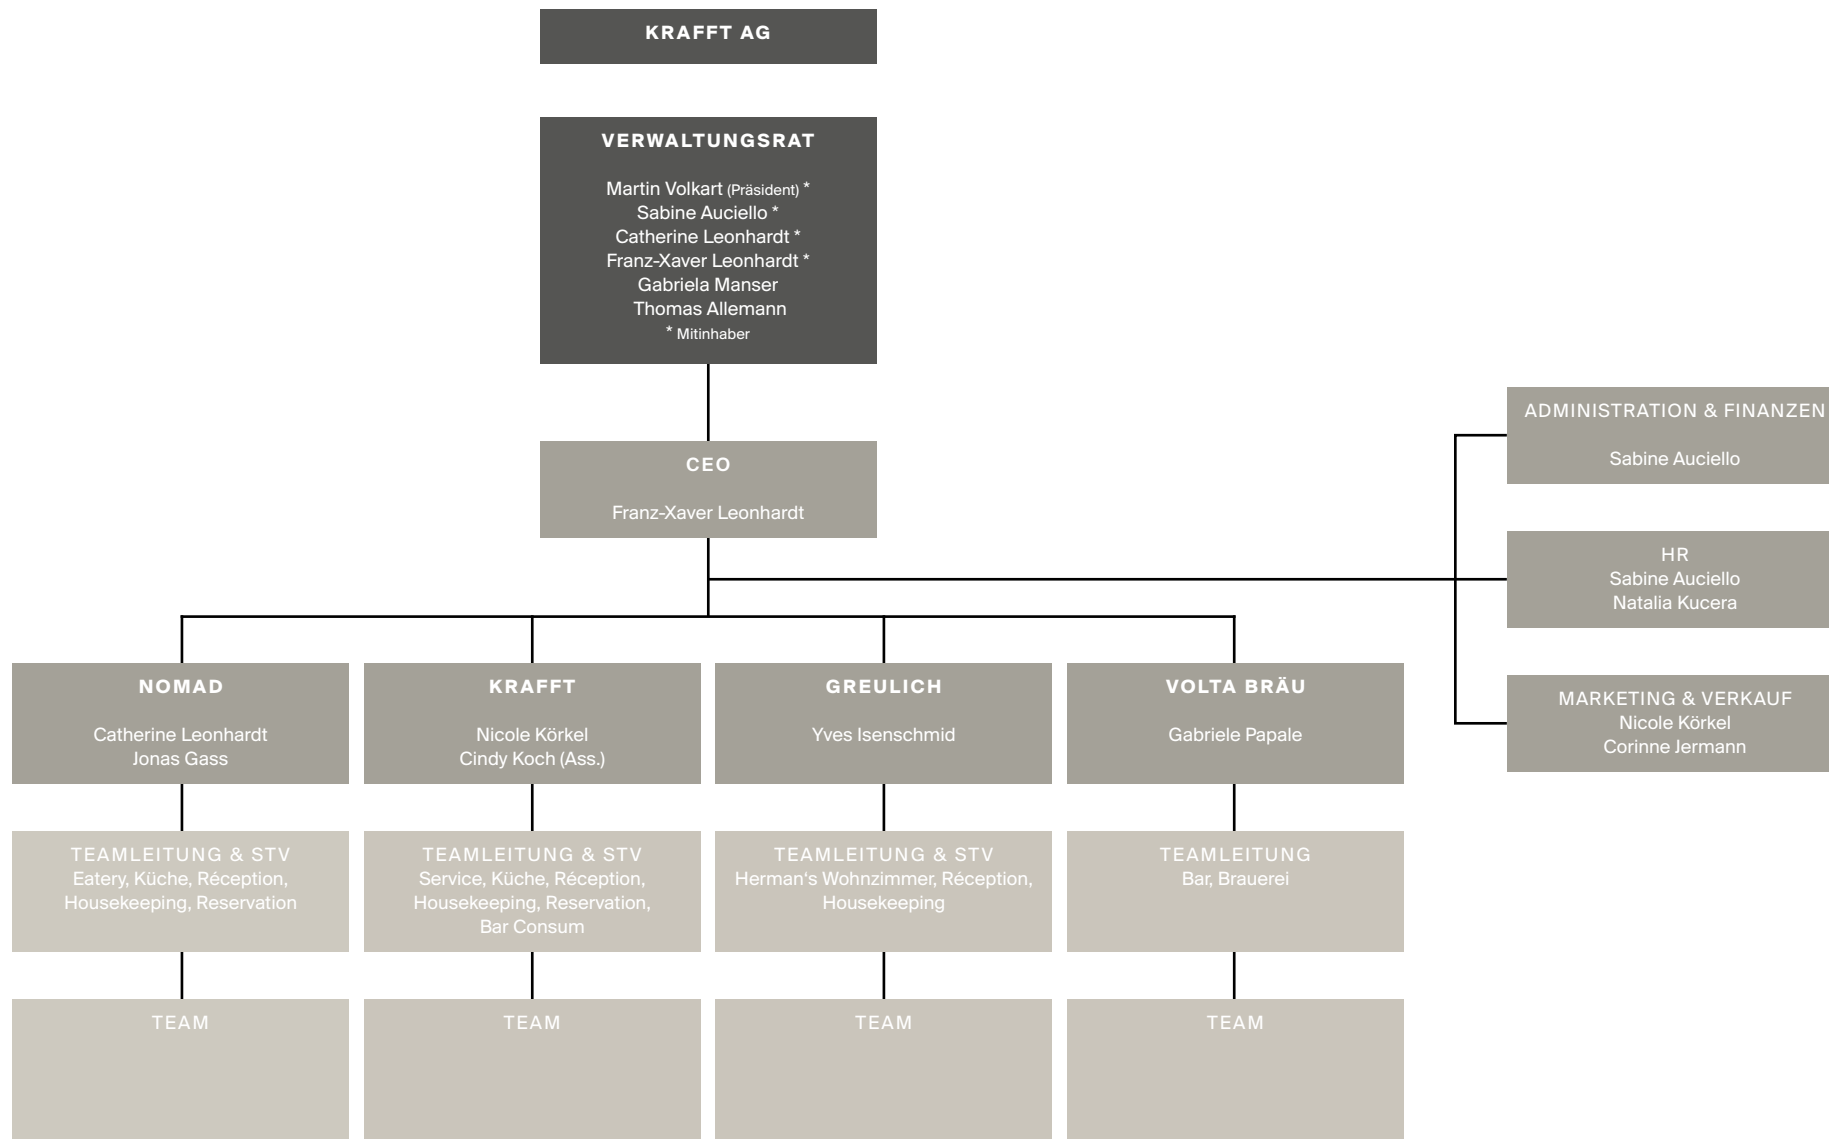 KRAFFT AG
VERWALTUNGSRAT
Martin Volkart (Präsident) *
Sabine Auciello *
Catherine Leonhardt *
Franz-Xaver Leonhardt *
Gabriela Manser
Thomas Allemann
* Mitinhaber
CEO
Franz-Xaver Leonhardt
ADMINISTRATION & FINANZEN
Sabine Auciello
HR
Sabine Auciello
Natalia Kucera
MARKETING & VERKAUF
Nicole Körkel
Corinne Jermann
NOMAD
Catherine Leonhardt
Jonas Gass
KRAFFT
Nicole Körkel
Cindy Koch (Ass.)
GREULICH
Yves Isenschmid
VOLTA BRÄU
Gabriele Papale
TEAMLEITUNG & STV
Eatery, Küche, Réception,
Housekeeping, Reservation
TEAMLEITUNG & STV
Service, Küche, Réception,
Housekeeping, Reservation,
Bar Consum
TEAMLEITUNG & STV
Herman‘s Wohnzimmer, Réception,
Housekeeping
TEAMLEITUNG
Bar, Brauerei
TEAM
TEAM
TEAM
TEAM